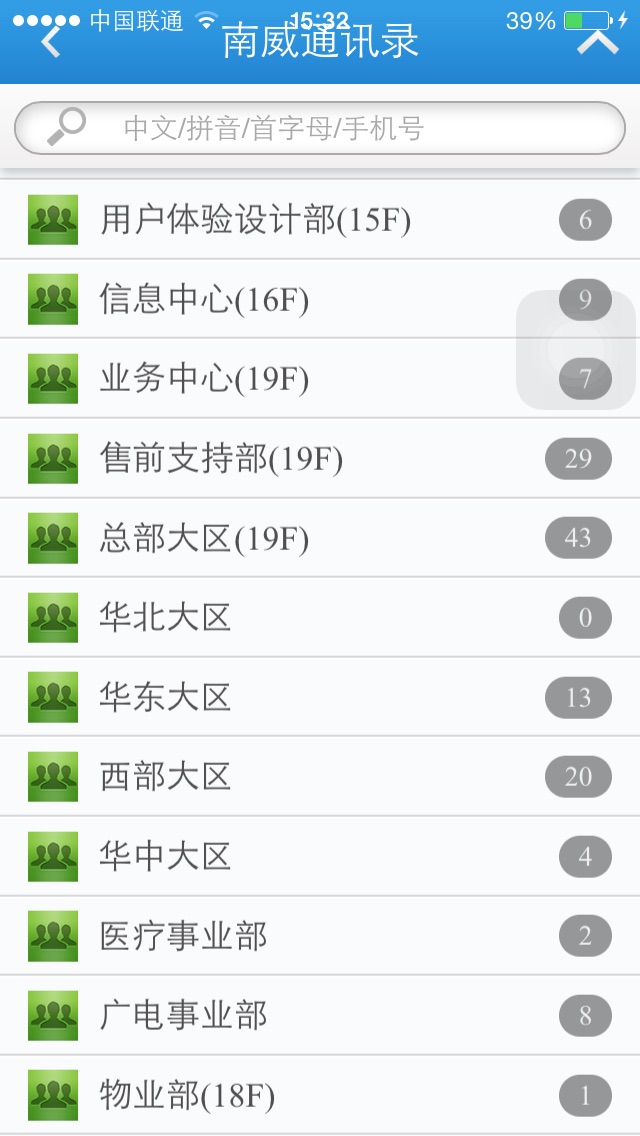 中国联通 15:32 39%
南威通讯录
中文/拼音/首字母/手机号
用户体验设计部(15F) 6
信息中心(16F) 9
业务中心(19F) 7
售前支持部(19F) 29
总部大区(19F) 43
华北大区 0
华东大区 13
西部大区 20
华中大区 4
医疗事业部 2
广电事业部 8
物业部(18F) 1